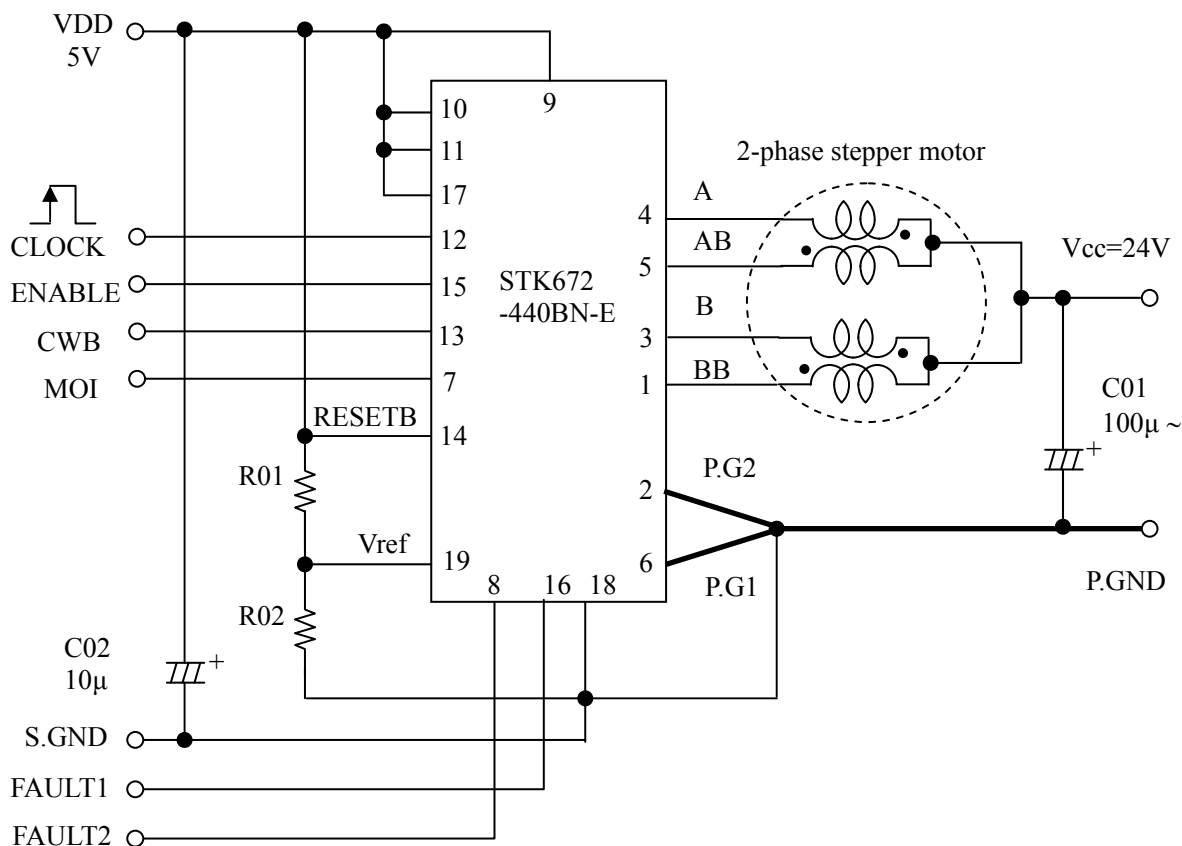 VDD
5V
9
10
11
17
2-phase stepper motor
A
4
CLOCK
12
AB
5
Vcc=24V
ENABLE
15
STK672
-440BN-E
B
CWB
13
3
MOI
7
BB
1
C01
100μ ~
+
RESETB
14
R01
P.G2
2
Vref
19
6
P.G1
P.GND
8
16
18
R02
C02
10μ
+
S.GND
FAULT1
FAULT2